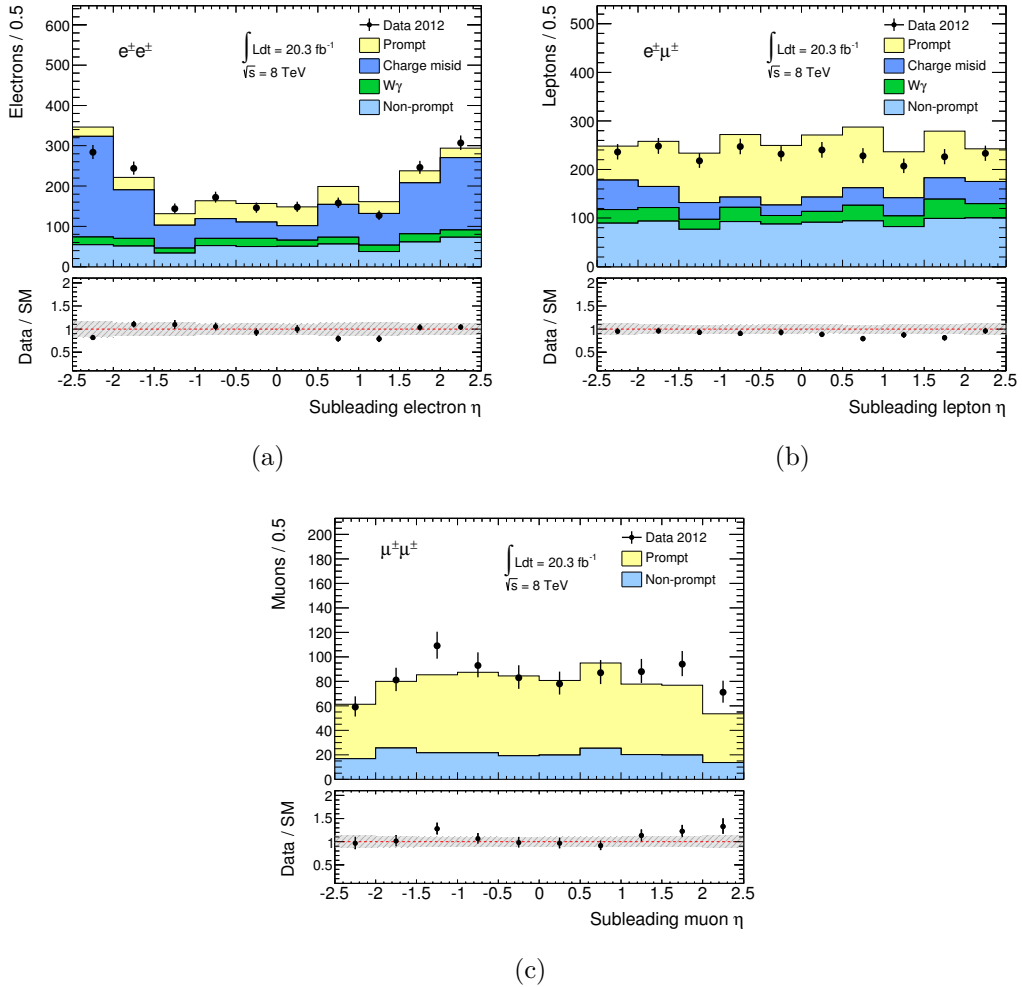 Electrons / 0.5
600
500
400
300
200
100
0
e±e±
∫ Ldt = 20.3 fb⁻¹
√s = 8 TeV
Data 2012
Prompt
Charge misid
Wγ
Non-prompt
Data / SM
2
1.5
1
0.5
-2.5 -2 -1.5 -1 -0.5 0 0.5 1 1.5 2 2.5
Subleading electron η
(a)
Leptons / 0.5
500
400
300
200
100
0
e±μ±
∫ Ldt = 20.3 fb⁻¹
√s = 8 TeV
Data 2012
Prompt
Charge misid
Wγ
Non-prompt
Data / SM
2
1.5
1
0.5
-2.5 -2 -1.5 -1 -0.5 0 0.5 1 1.5 2 2.5
Subleading lepton η
(b)
Muons / 0.5
200
180
160
140
120
100
80
60
40
20
0
μ±μ±
∫ Ldt = 20.3 fb⁻¹
√s = 8 TeV
Data 2012
Prompt
Non-prompt
Data / SM
2
1.5
1
0.5
-2.5 -2 -1.5 -1 -0.5 0 0.5 1 1.5 2 2.5
Subleading muon η
(c)